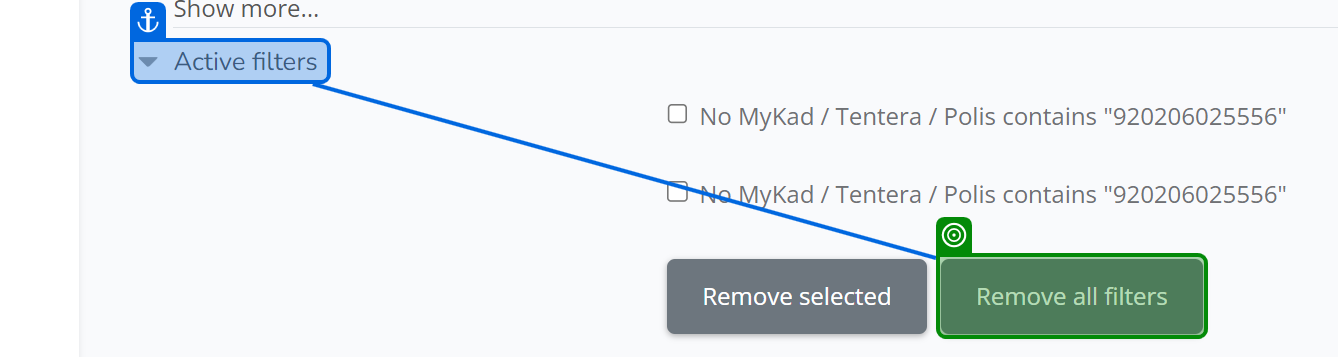 Show more...
Active filters
No MyKad / Tentera / Polis contains "920206025556"
No MyKad / Tentera / Polis contains "920206025556"
Remove selected
Remove all filters